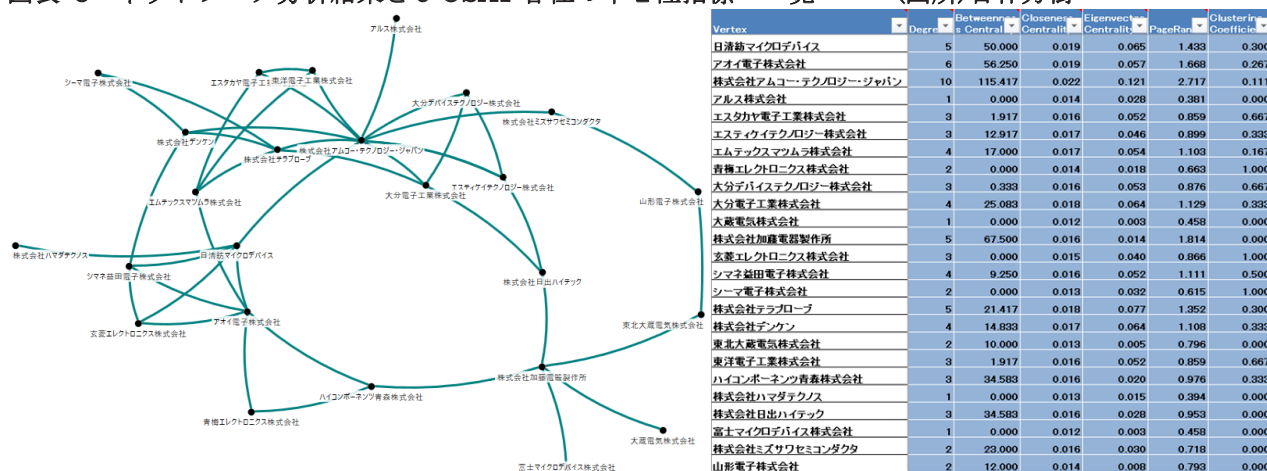 アルス株式会社
シーマ電子株式会社
東洋電子工業株式会社
大分デバイステクノロジー株式会社
株式会社ミズサワセミコンダクタ
株式会社デンケン
株式会社テラプローブ
株式会社アムコー・テクノロジー・ジャパン
エスティケイテクノロジー株式会社
大分電子工業株式会社
エムテックスマツムラ株式会社
山形電子株式会社
株式会社ハマダテクノス
日清紡マイクロデバイス
シマネ益田電子株式会社
株式会社日出ハイテック
アオイ電子株式会社
玄菱エレクトロニクス株式会社
東北大蔵電気株式会社
株式会社加藤電器製作所
ハイコンポーネンツ青森株式会社
青梅エレクトロニクス株式会社
大蔵電気株式会社
富士マイクロデバイス株式会社
Vertex Degre Betweennes s Centrality Closeness Centrality Eigenvector Centrality PageRan Clustering Coefficie
日清紡マイクロデバイス 5 50.000 0.019 0.065 1.433 0.300
アオイ電子株式会社 6 56.250 0.019 0.057 1.668 0.267
株式会社アムコー・テクノロジー・ジャパン 10 115.417 0.022 0.121 2.717 0.111
アルス株式会社 1 0.000 0.014 0.028 0.381 0.000
エスタカヤ電子工業株式会社 3 1.917 0.016 0.052 0.859 0.667
エスティケイテクノロジー株式会社 3 12.917 0.017 0.046 0.899 0.333
エムテックスマツムラ株式会社 4 17.000 0.017 0.054 1.103 0.167
青梅エレクトロニクス株式会社 2 0.000 0.014 0.018 0.663 1.000
大分デバイステクノロジー株式会社 3 0.333 0.016 0.053 0.876 0.667
大分電子工業株式会社 4 25.083 0.018 0.064 1.129 0.333
大蔵電気株式会社 1 0.000 0.012 0.003 0.458 0.000
株式会社加藤電器製作所 5 67.500 0.016 0.014 1.814 0.000
玄菱エレクトロニクス株式会社 3 0.000 0.015 0.040 0.866 1.000
シマネ益田電子株式会社 4 9.250 0.016 0.052 1.111 0.500
シーマ電子株式会社 2 0.000 0.013 0.032 0.615 1.000
株式会社テラプローブ 5 21.417 0.018 0.077 1.352 0.300
株式会社デンケン 4 14.833 0.017 0.064 1.108 0.333
東北大蔵電気株式会社 2 10.000 0.013 0.005 0.796 0.000
東洋電子工業株式会社 3 1.917 0.016 0.052 0.859 0.667
ハイコンポーネンツ青森株式会社 3 34.583 0.016 0.020 0.976 0.333
株式会社ハマダテクノス 1 0.000 0.013 0.015 0.394 0.000
株式会社日出ハイテック 3 34.583 0.016 0.028 0.953 0.000
富士マイクロデバイス株式会社 1 0.000 0.012 0.003 0.458 0.000
株式会社ミズサワセミコンダクタ 2 23.000 0.016 0.030 0.718 0.000
山形電子株式会社 2 12.000 0.014 0.008 0.793 0.000